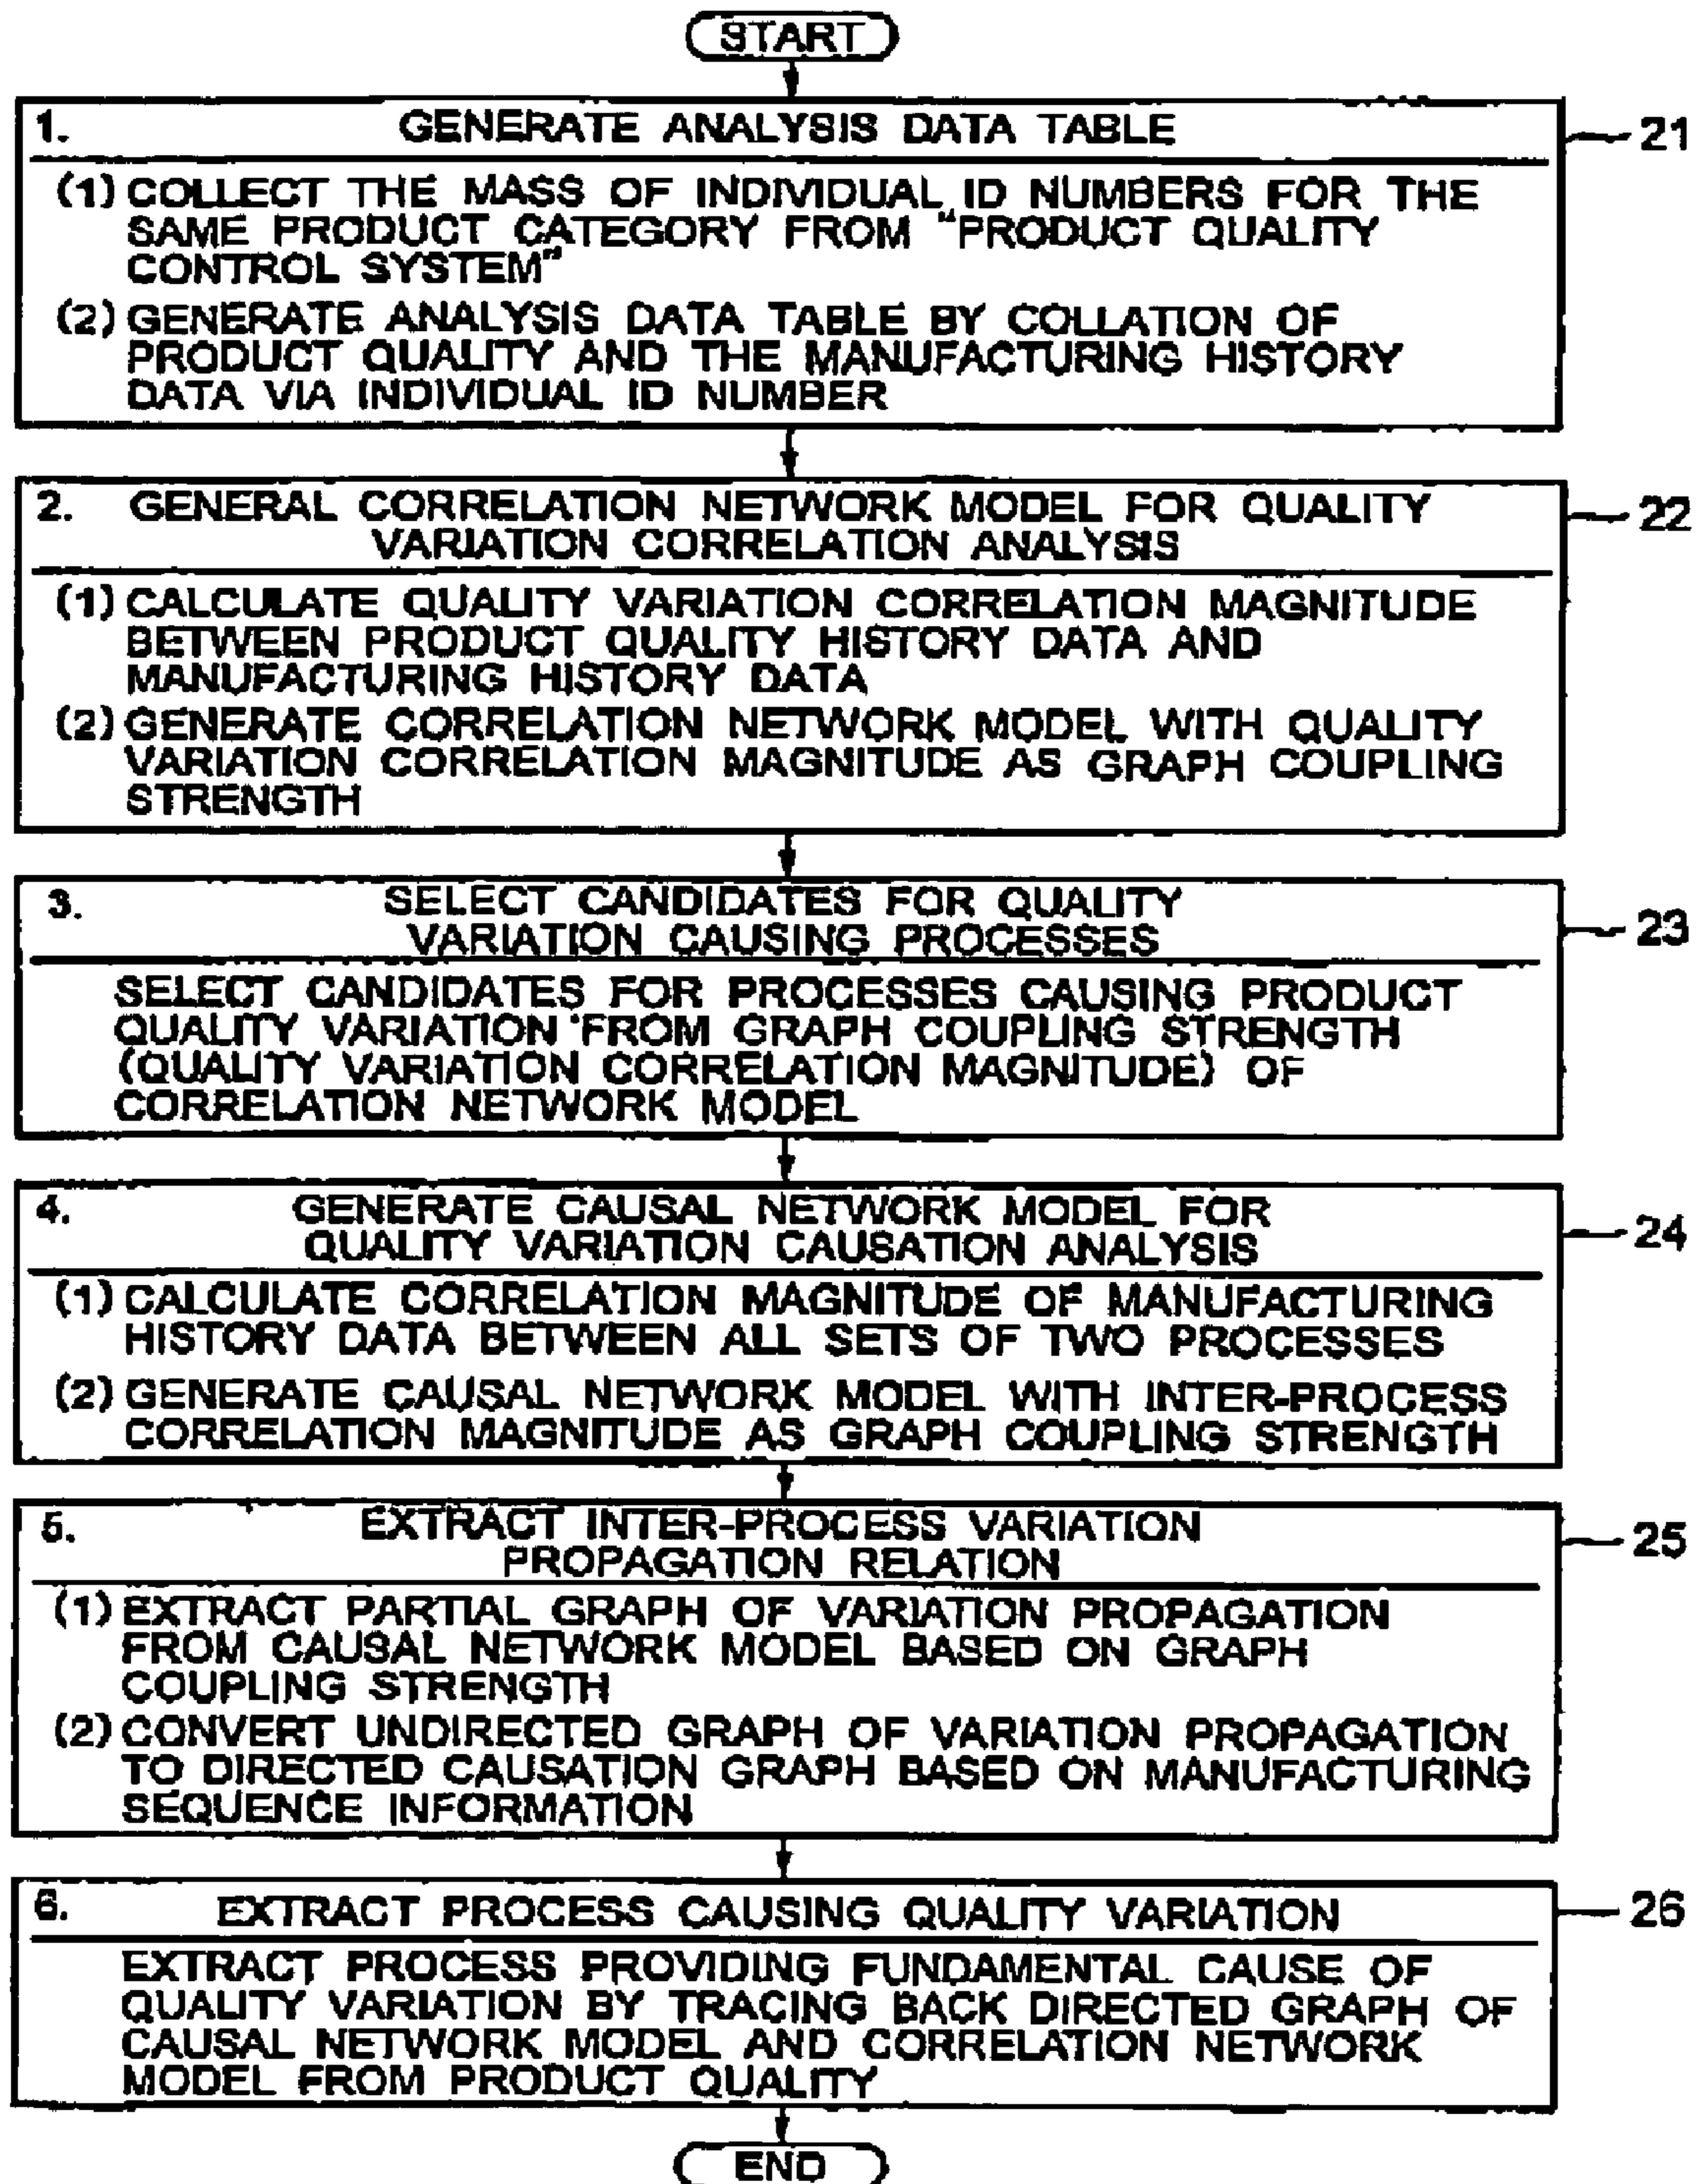 START
1. GENERATE ANALYSIS DATA TABLE
21
(1) COLLECT THE MASS OF INDIVIDUAL ID NUMBERS FOR THE
SAME PRODUCT CATEGORY FROM "PRODUCT QUALITY
CONTROL SYSTEM"
(2) GENERATE ANALYSIS DATA TABLE BY COLLATION OF
PRODUCT QUALITY AND THE MANUFACTURING HISTORY
DATA VIA INDIVIDUAL ID NUMBER
2. GENERAL CORRELATION NETWORK MODEL FOR QUALITY
VARIATION CORRELATION ANALYSIS
22
(1) CALCULATE QUALITY VARIATION CORRELATION MAGNITUDE
BETWEEN PRODUCT QUALITY HISTORY DATA AND
MANUFACTURING HISTORY DATA
(2) GENERATE CORRELATION NETWORK MODEL WITH QUALITY
VARIATION CORRELATION MAGNITUDE AS GRAPH COUPLING
STRENGTH
3. SELECT CANDIDATES FOR QUALITY
VARIATION CAUSING PROCESSES
23
SELECT CANDIDATES FOR PROCESSES CAUSING PRODUCT
QUALITY VARIATION FROM GRAPH COUPLING STRENGTH
(QUALITY VARIATION CORRELATION MAGNITUDE) OF
CORRELATION NETWORK MODEL
4. GENERATE CAUSAL NETWORK MODEL FOR
QUALITY VARIATION CAUSATION ANALYSIS
24
(1) CALCULATE CORRELATION MAGNITUDE OF MANUFACTURING
HISTORY DATA BETWEEN ALL SETS OF TWO PROCESSES
(2) GENERATE CAUSAL NETWORK MODEL WITH INTER-PROCESS
CORRELATION MAGNITUDE AS GRAPH COUPLING STRENGTH
5. EXTRACT INTER-PROCESS VARIATION
PROPAGATION RELATION
25
(1) EXTRACT PARTIAL GRAPH OF VARIATION PROPAGATION
FROM CAUSAL NETWORK MODEL BASED ON GRAPH
COUPLING STRENGTH
(2) CONVERT UNDIRECTED GRAPH OF VARIATION PROPAGATION
TO DIRECTED CAUSATION GRAPH BASED ON MANUFACTURING
SEQUENCE INFORMATION
6. EXTRACT PROCESS CAUSING QUALITY VARIATION
26
EXTRACT PROCESS PROVIDING FUNDAMENTAL CAUSE OF
QUALITY VARIATION BY TRACING BACK DIRECTED GRAPH OF
CAUSAL NETWORK MODEL AND CORRELATION NETWORK
MODEL FROM PRODUCT QUALITY
END